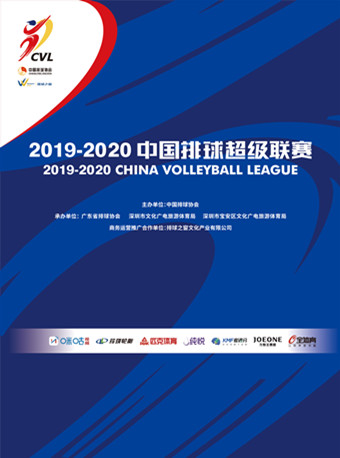 CVL
2019-2020 中国排球超级联赛
2019-2020 CHINA VOLLEYBALL LEAGUE
主办单位:中国排球协会
承办单位: 广东省排球协会 深圳市文化广电旅游体育局 深圳市宝安区文化广电旅游体育局
商务运营推广合作单位:排球之窗文化产业有限公司
JOEONE